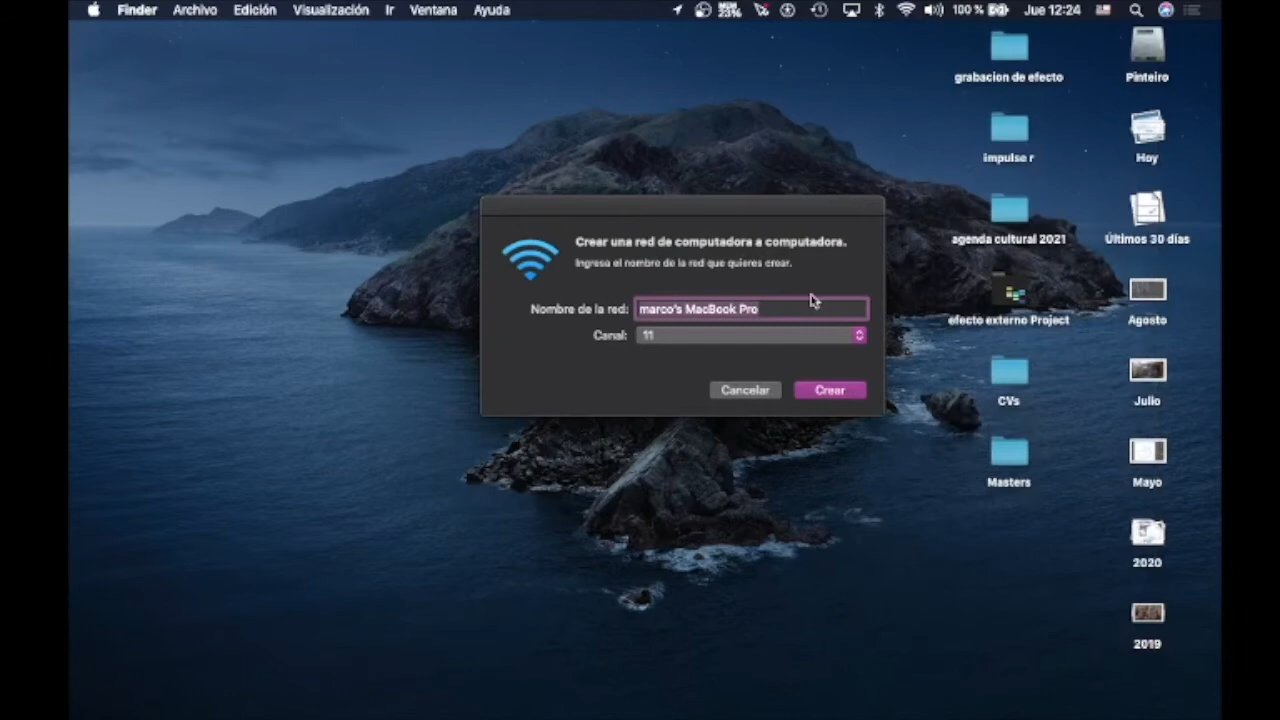 Finder Archivo Edición Visualización Ir Ventana Ayuda
MEM 23% 100 % Jue 12:24
grabacion de efecto
Pinteiro
impulse r
Hoy
agenda cultural 2021
Últimos 30 días
efecto externo Project
Agosto
CVs
Julio
Masters
Mayo
2020
2019
Crear una red de computadora a computadora.
Ingresa el nombre de la red que quieres crear.
Nombre de la red: marco's MacBook Pro
Canal: 11
Cancelar Crear